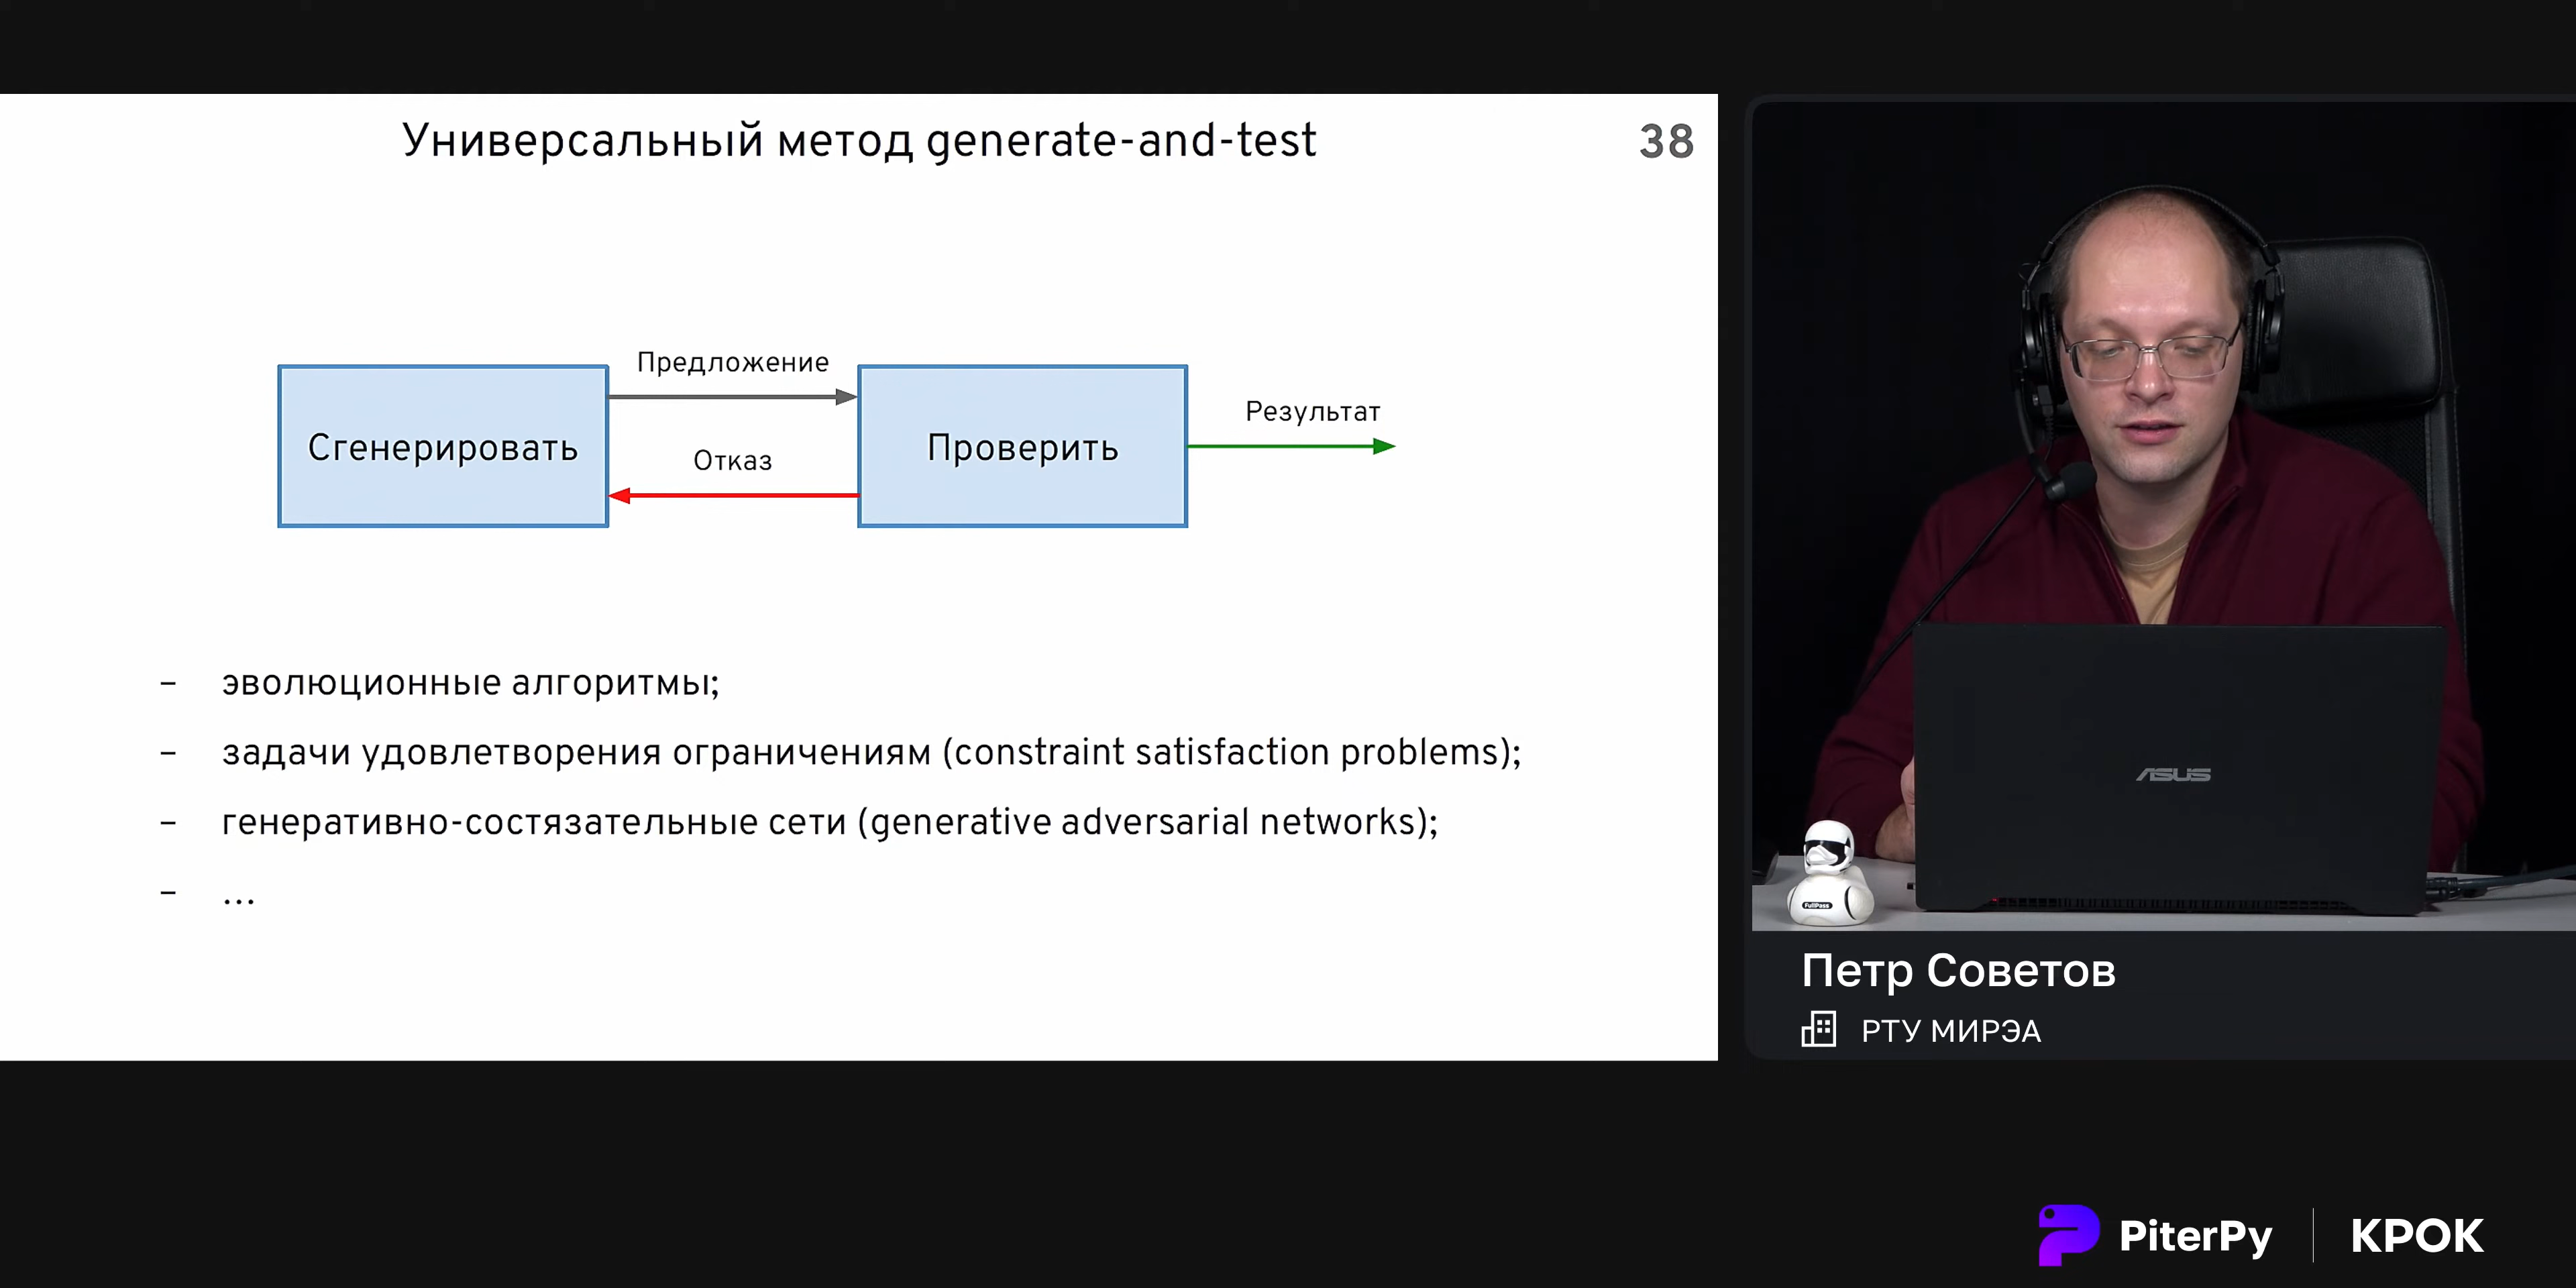 Универсальный метод generate-and-test
38
Предложение
Сгенерировать
Отказ
Проверить
Результат
– эволюционные алгоритмы;
– задачи удовлетворения ограничениям (constraint satisfaction problems);
– генеративно-состязательные сети (generative adversarial networks);
– ...
ASUS
FullPass
Петр Советов
РТУ МИРЭА
PiterPy
КРОК